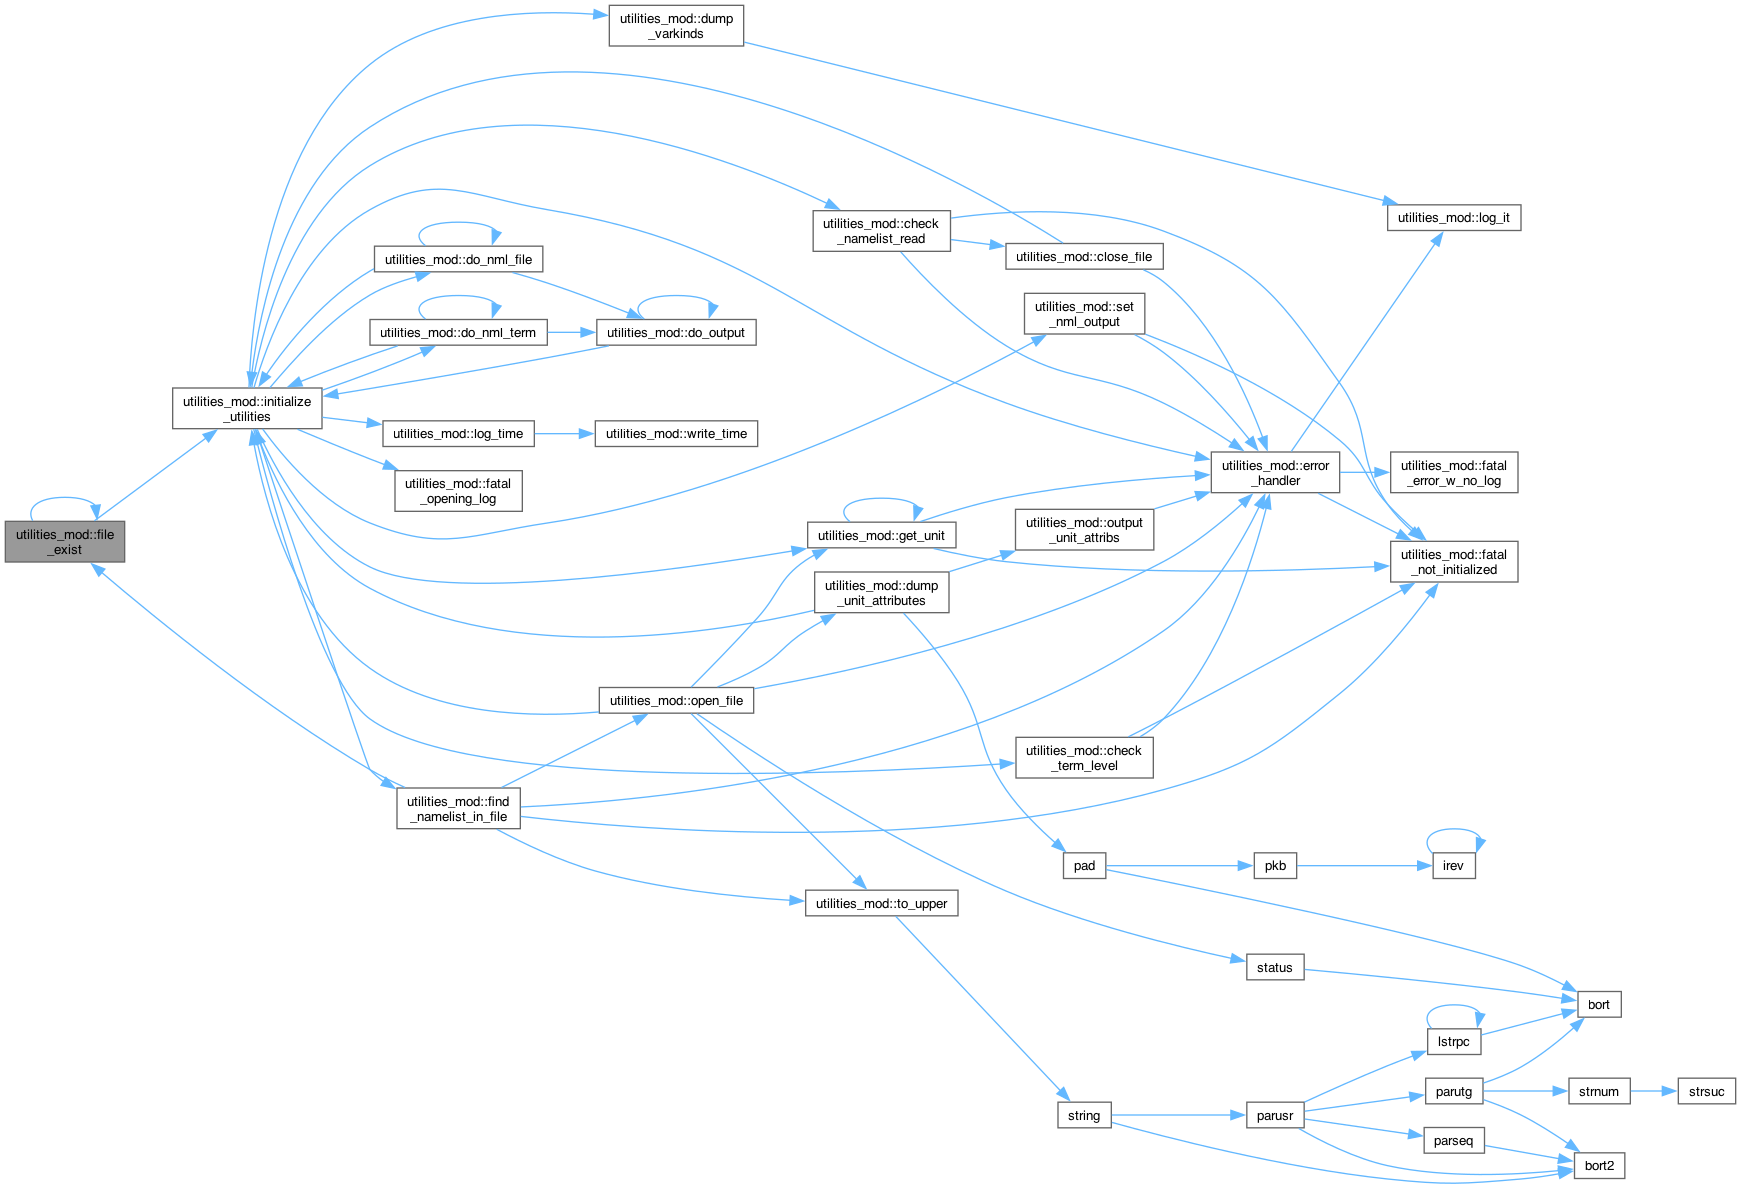 utilities_mod::dump
_varkinds
utilities_mod::check
_namelist_read
utilities_mod::log_it
utilities_mod::do_nml_file
utilities_mod::close_file
utilities_mod::set
_nml_output
utilities_mod::do_nml_term
utilities_mod::do_output
utilities_mod::initialize
_utilities
utilities_mod::log_time
utilities_mod::write_time
utilities_mod::fatal
_opening_log
utilities_mod::error
_handler
utilities_mod::fatal
_error_w_no_log
utilities_mod::file
_exist
utilities_mod::get_unit
utilities_mod::output
_unit_attribs
utilities_mod::fatal
_not_initialized
utilities_mod::dump
_unit_attributes
utilities_mod::open_file
utilities_mod::check
_term_level
utilities_mod::find
_namelist_in_file
pad
pkb
irev
utilities_mod::to_upper
status
bort
lstrpc
parutg
strnum
strsuc
string
parusr
parseq
bort2